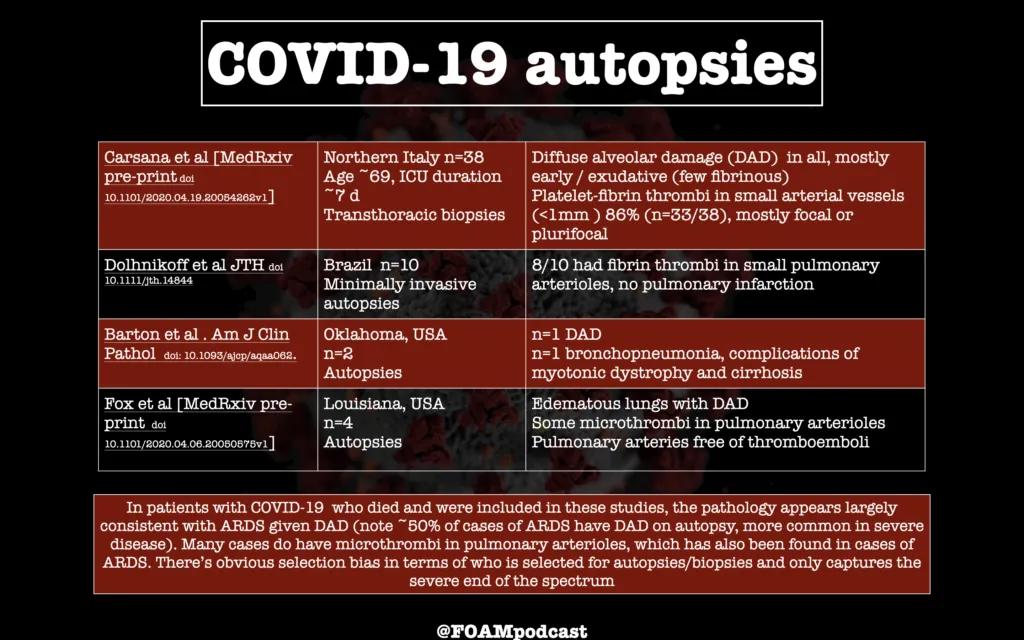 COVID-19 autopsies
Carsana et al [MedRxiv
pre-print doi
10.1101/2020.04.19.20054262v1]
Northern Italy n=38
Age ~69, ICU duration
~7 d
Transthoracic biopsies
Diffuse alveolar damage (DAD)  in all, mostly
early / exudative (few fibrinous)
Platelet-fibrin thrombi in small arterial vessels
(<1mm ) 86% (n=33/38), mostly focal or
plurifocal
Dolhnikoff et al JTH doi
10.1111/jth.14844
Brazil  n=10
Minimally invasive
autopsies
8/10 had fibrin thrombi in small pulmonary
arterioles, no pulmonary infarction
Barton et al . Am J Clin
Pathol  doi: 10.1093/ajcp/aqaa062.
Oklahoma, USA
n=2
Autopsies
n=1 DAD
n=1 bronchopneumonia, complications of
myotonic dystrophy and cirrhosis
Fox et al [MedRxiv pre-
print  doi
10.1101/2020.04.06.20050575v1]
Louisiana, USA
n=4
Autopsies
Edematous lungs with DAD
Some microthrombi in pulmonary arterioles
Pulmonary arteries free of thromboemboli
In patients with COVID-19  who died and were included in these studies, the pathology appears largely
consistent with ARDS given DAD (note ~50% of cases of ARDS have DAD on autopsy, more common in severe
disease). Many cases do have microthrombi in pulmonary arterioles, which has also been found in cases of
ARDS. There's obvious selection bias in terms of who is selected for autopsies/biopsies and only captures the
severe end of the spectrum
@FOAMpodcast